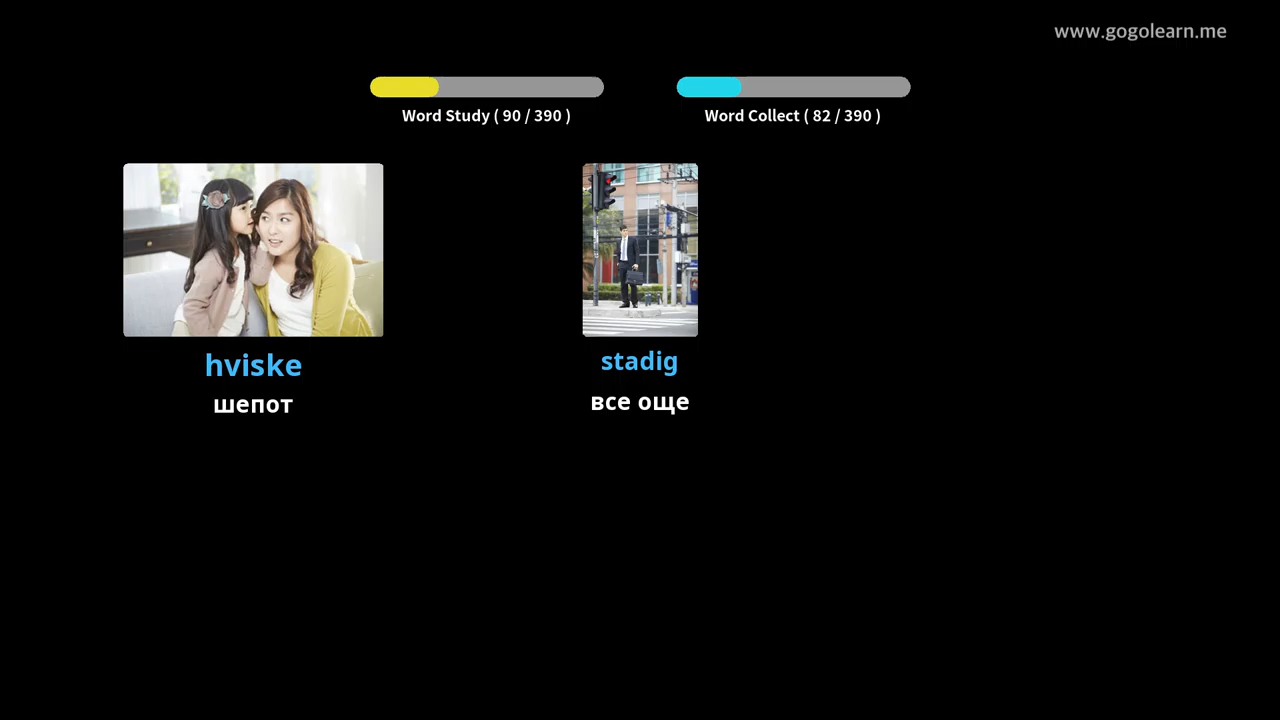 www.gogolearn.me
Word Study ( 90 / 390 )
Word Collect ( 82 / 390 )
hviske
шепот
stadig
все още